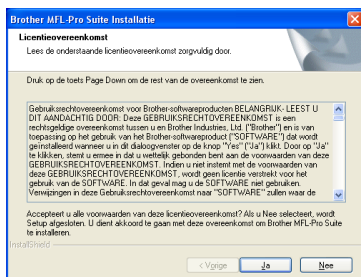 Brother MFL-Pro Suite Installatie
Licentieovereenkomst
Lees de onderstaande licentieovereenkomst zorgvuldig door.
Druk op de toets Page Down om de rest van de overeenkomst te zien.
Gebruiksrechtovereenkomst voor Brother-softwareproducten BELANGRIJK- LEEST U
DIT AANDACHTIG DOOR: Deze GEBRUIKSRECHTOVEREENKOMST is een
rechtsgeldige overeenkomst tussen u en Brother Industries, Ltd. ("Brother") en is van
toepassing op het gebruik van het Brother-product ("SOFTWARE") dat wordt
geïnstalleerd wanneer u in dit dialoogvenster op de knop "Yes" ("Ja") klikt. Door op "Ja"
te klikken, stemt u ermee in dat u wettelijk gebonden bent aan de voorwaarden van deze
GEBRUIKSRECHTOVEREENKOMST. Indien u niet instemt met de voorwaarden van
deze GEBRUIKSRECHTOVEREENKOMST, wordt geen licentie verstrekt voor het
gebruik van de SOFTWARE. In dat geval mag u de SOFTWARE niet gebruiken.
Verwijzingen in deze Gebruiksrechtovereenkomst naar "SOFTWARE" zullen waar de
Accepteert u alle voorwaarden van deze licentieovereenkomst? Als u Nee selecteert, wordt
Setup afgesloten. U dient akkoord te gaan met deze overeenkomst om Brother MFL-Pro Suite
te installeren.
InstallShield
< Vorige
Ja
Nee